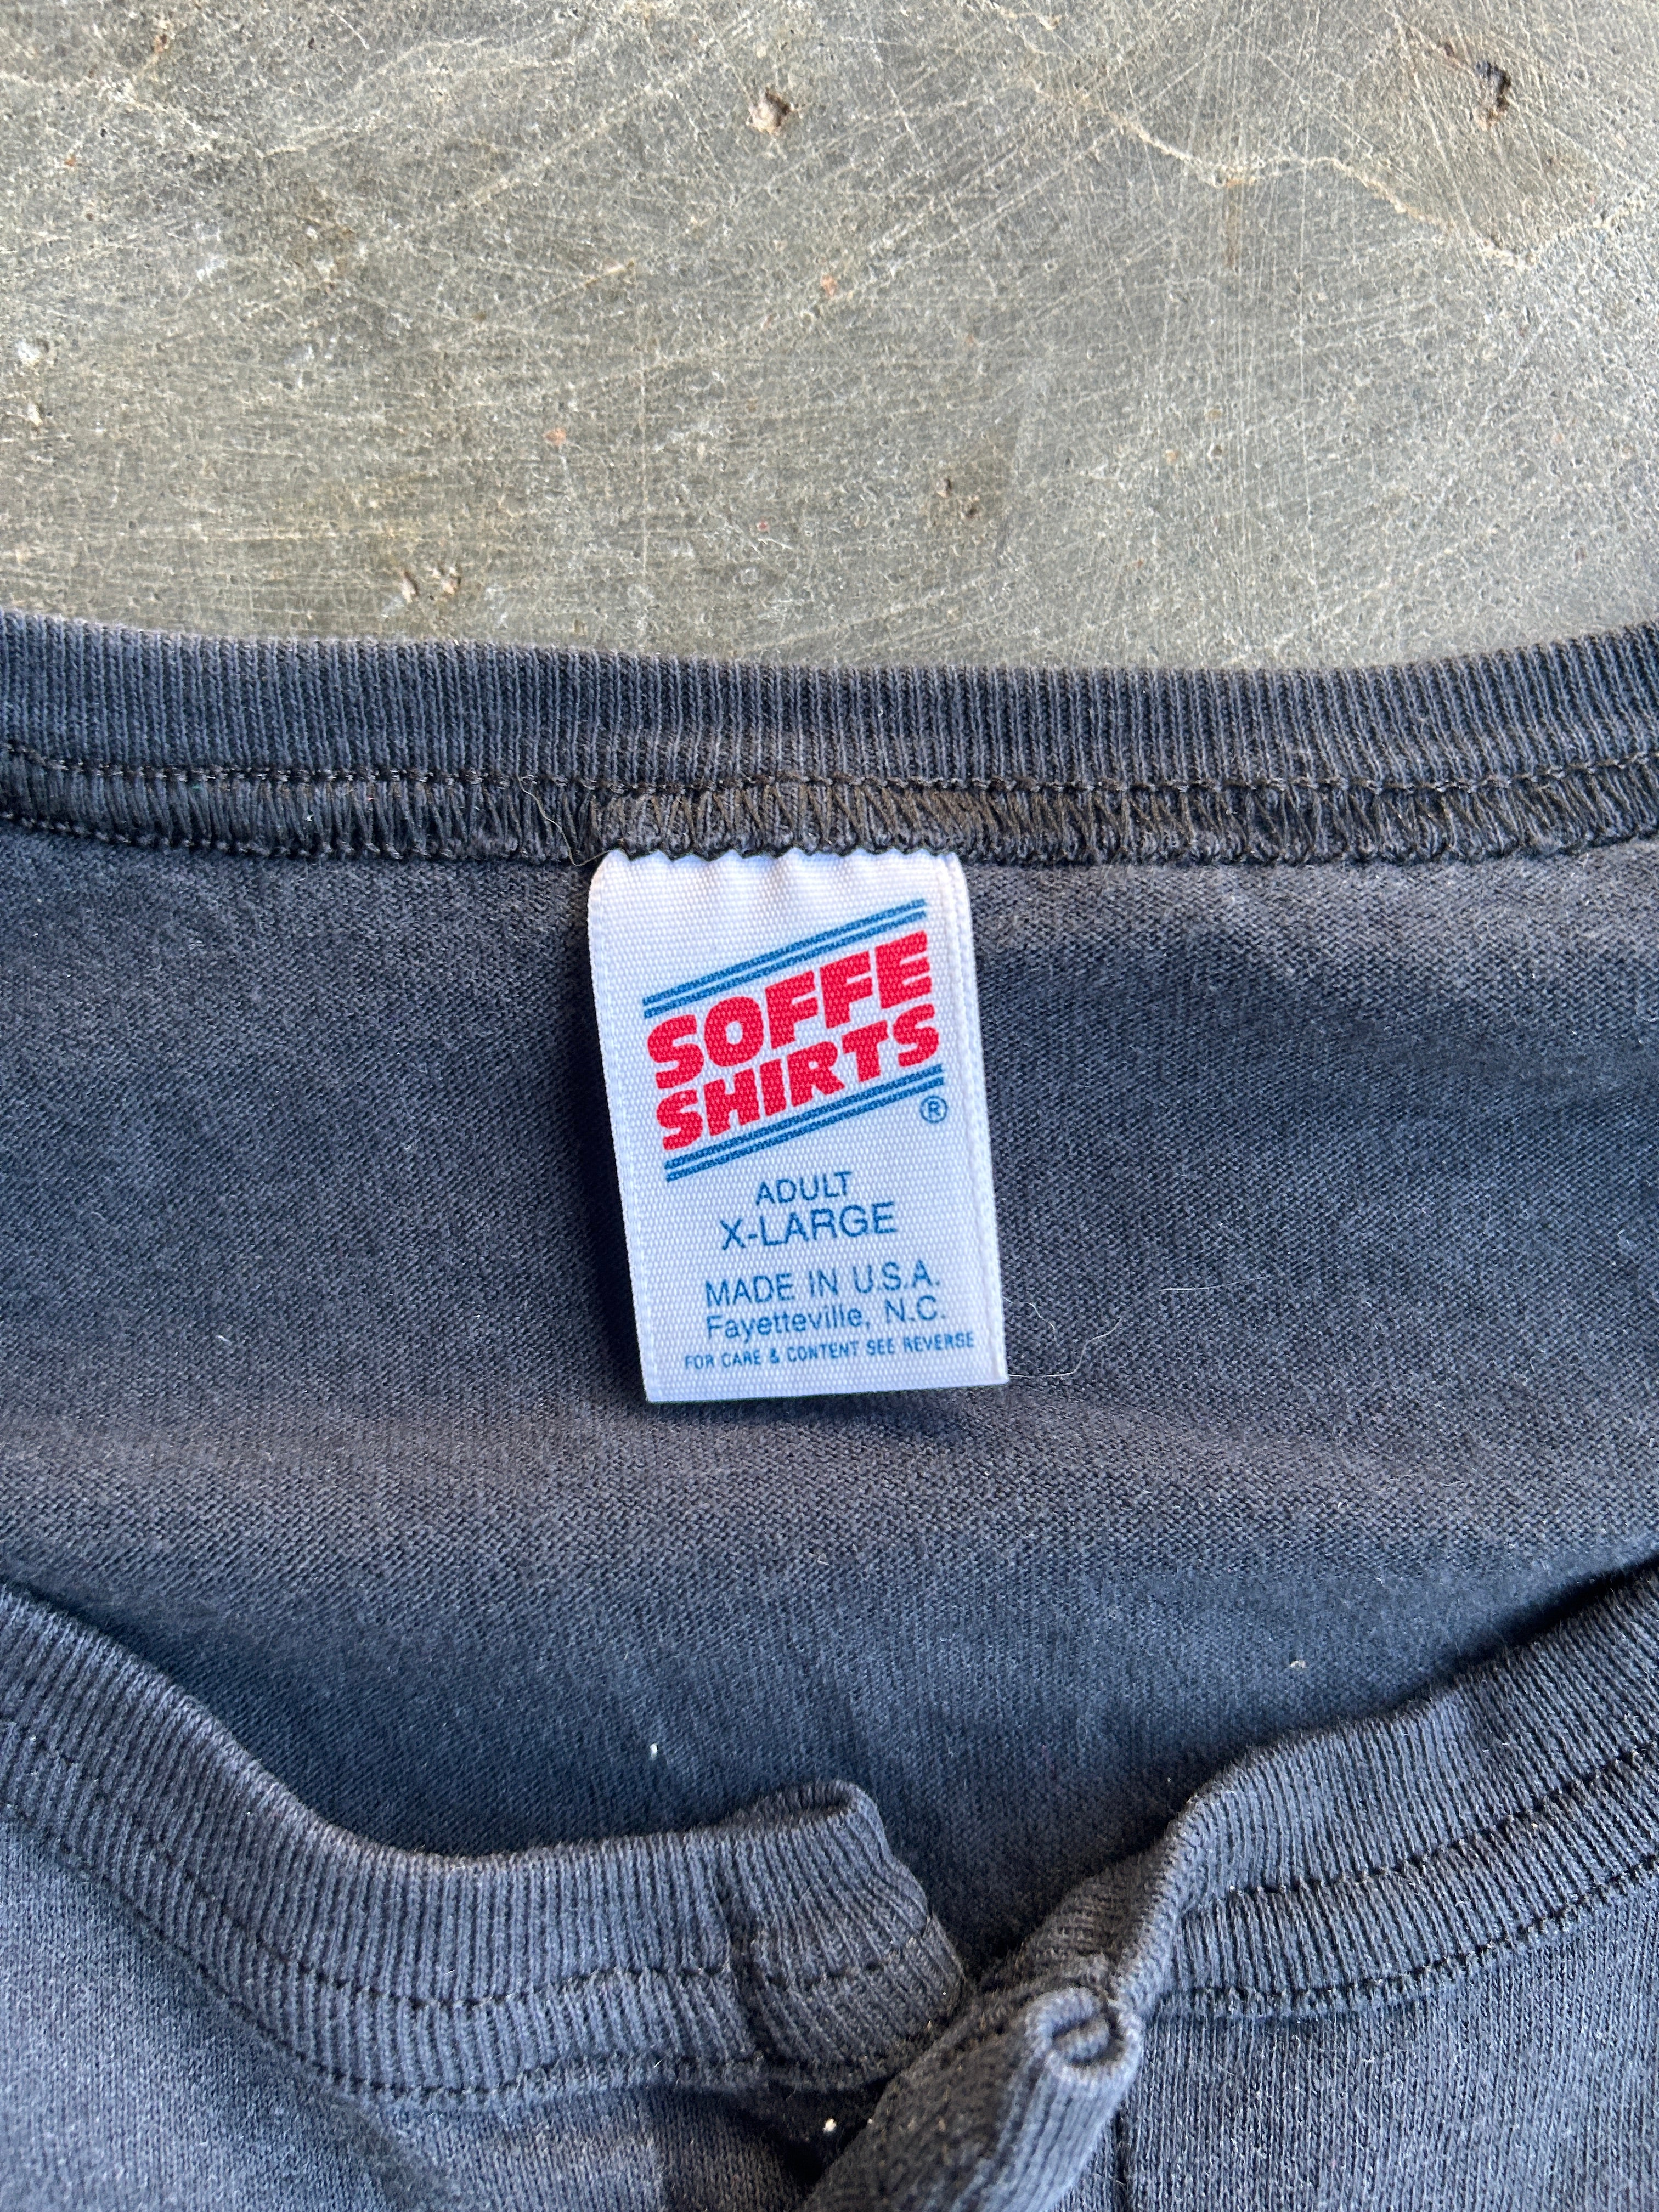 SOFFE
SHIRTS
®
ADULT
X-LARGE
MADE IN U.S.A.
Fayetteville, N.C.
FOR CARE & CONTENT SEE REVERSE